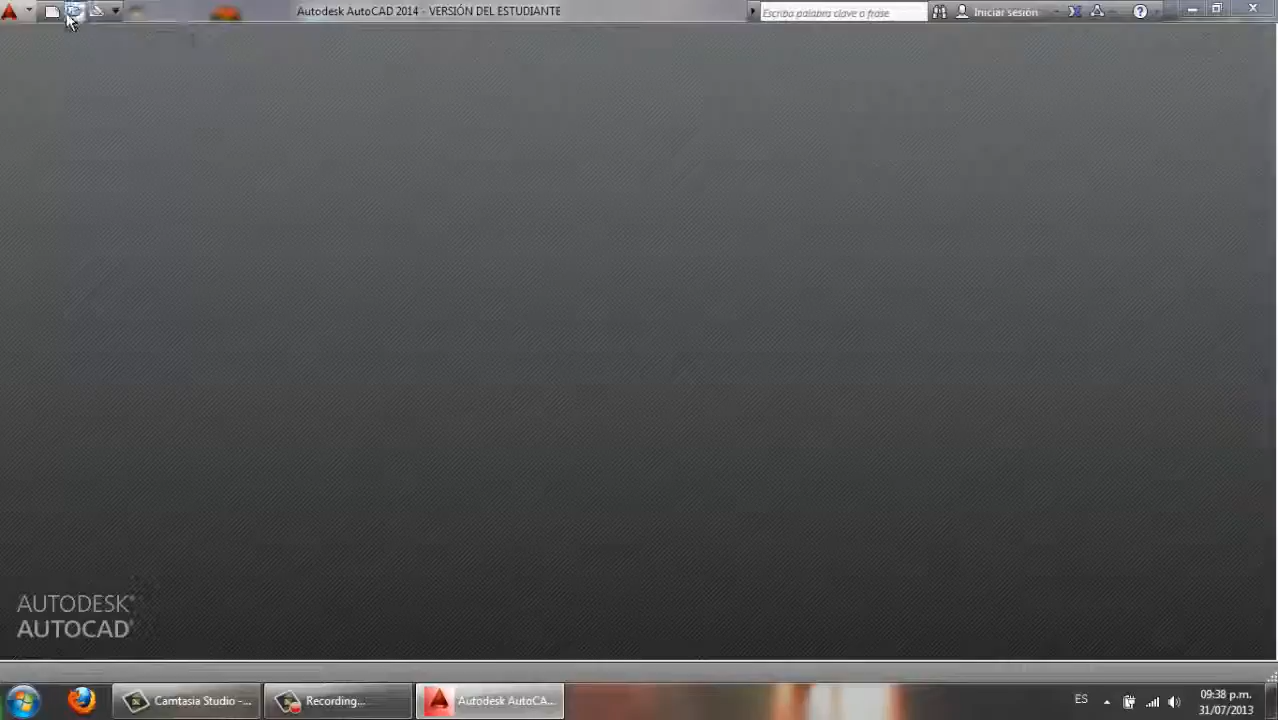 Autodesk AutoCAD 2014 - VERSIÓN DEL ESTUDIANTE
Escriba palabra clave o frase
Iniciar sesión
AUTODESK®
AUTOCAD®
Camtasia Studio -...
Recording...
Autodesk AutoCA...
ES
09:38 p.m.
31/07/2013